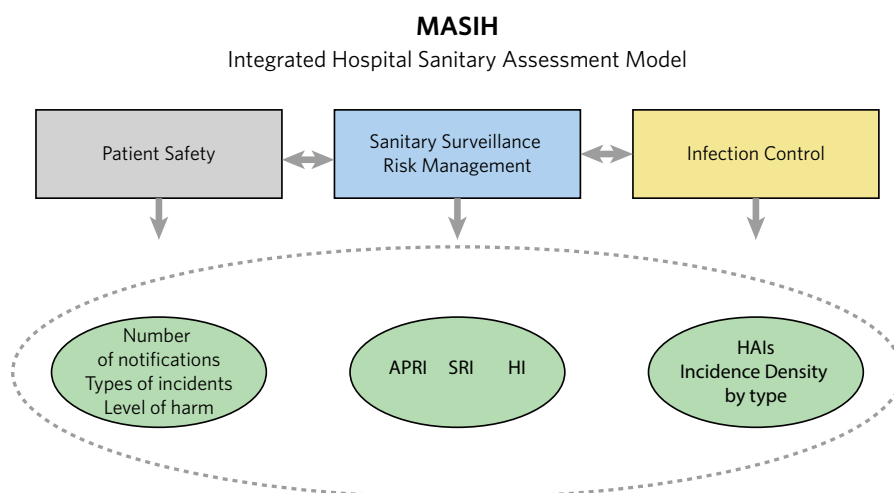 MASIH
Integrated Hospital Sanitary Assessment Model
Patient Safety
Sanitary Surveillance
Risk Management
Infection Control
Number
of notifications
Types of incidents
Level of harm
APRI SRI HI
HAIs
Incidence Density
by type